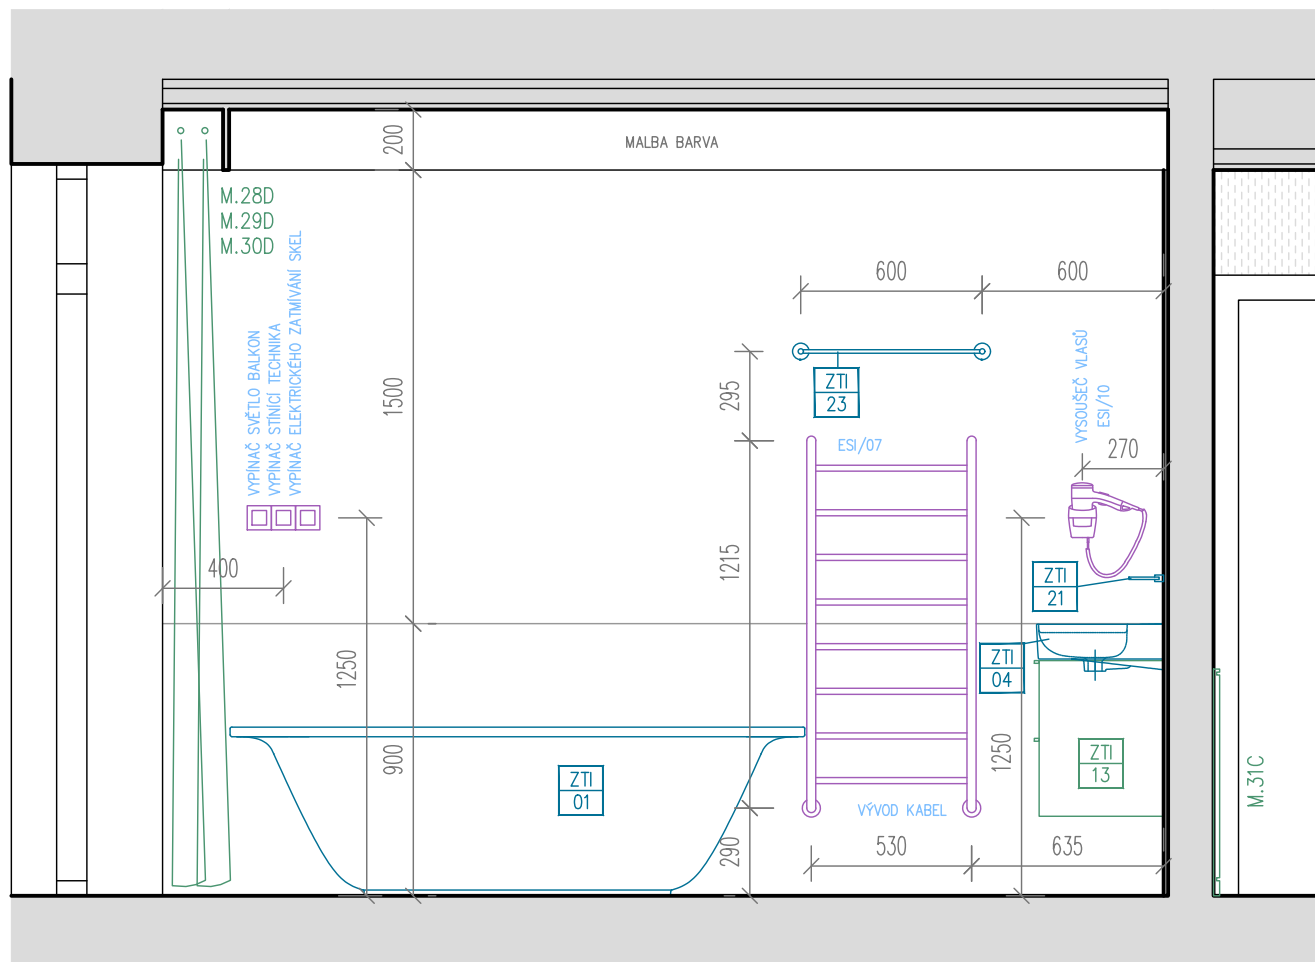 200
MALBA BARVA
M.28D
M.29D
M.30D
VYPÍNAČ SVĚTLO BALKON
VYPÍNAČ STÍNÍCÍ TECHNIKA
VYPÍNAČ ELEKTRICKÉHO ZATMÍVÁNÍ SKEL
600
600
1500
295
ZTI
23
ESI/07
VYSOUŠEČ VLASŮ
ESI/10
270
400
1215
ZTI
21
1250
ZTI
04
900
ZTI
01
1250
ZTI
13
M.31C
VÝVOD KABEL
290
530
635